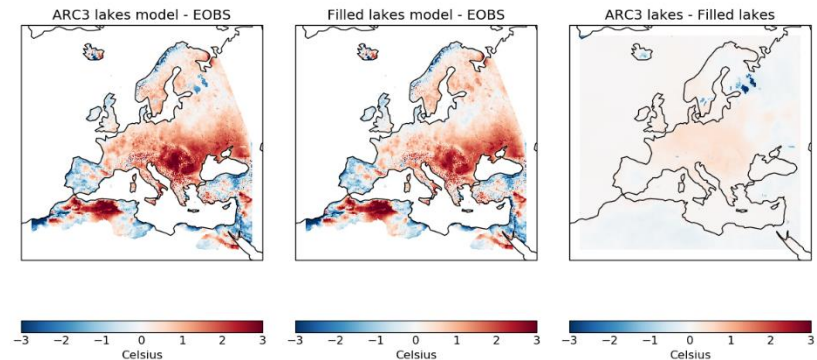 ARC3 lakes model - EOBS
Filled lakes model - EOBS
ARC3 lakes - Filled lakes
−3 −2 −1 0 1 2 3
Celsius
−3 −2 −1 0 1 2 3
Celsius
−3 −2 −1 0 1 2 3
Celsius